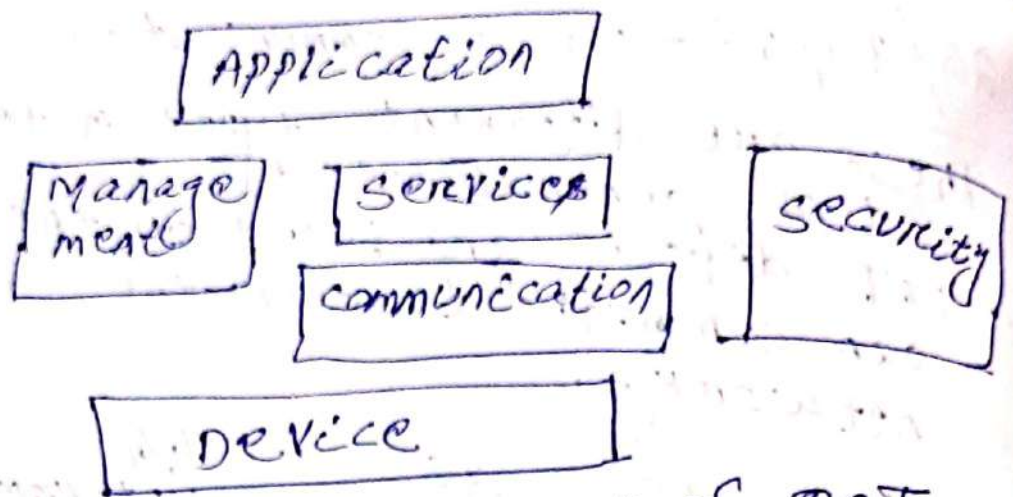 Application
Manage
ment
Services
Security
communication
Device